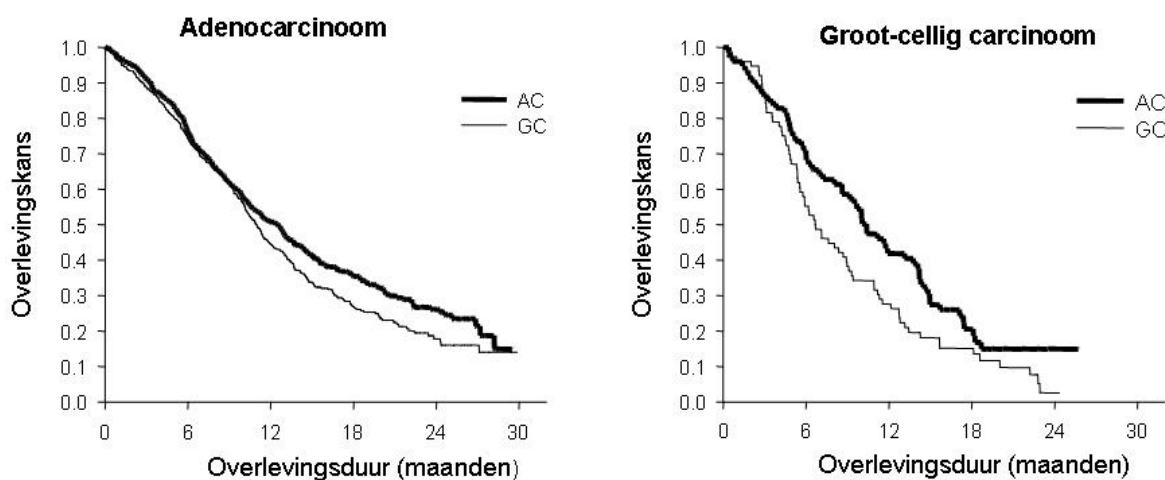 Adenocarcinoom
1.0
0.9
0.8
0.7
0.6
0.5
0.4
0.3
0.2
0.1
0.0
Overlevingskans
AC
GC
0 6 12 18 24 30
Overlevingsduur (maanden)
Groot-cellig carcinoom
1.0
0.9
0.8
0.7
0.6
0.5
0.4
0.3
0.2
0.1
0.0
Overlevingskans
AC
GC
0 6 12 18 24 30
Overlevingsduur (maanden)